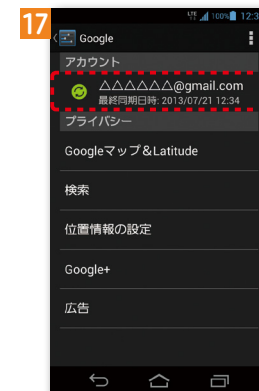 17
LTE 100% 12:3
Google
アカウント
△△△△△△@gmail.com
最終同期日時: 2013/07/21 12:34
プライバシー
Googleマップ&Latitude
検索
位置情報の設定
Google+
広告